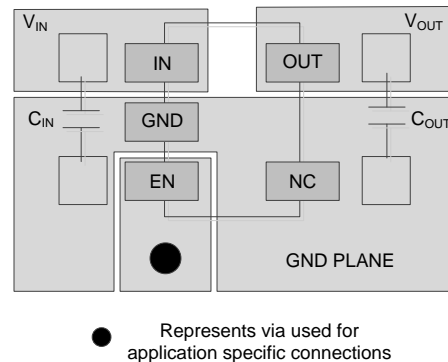 VIN
VOUT
IN
OUT
CIN
GND
COUT
EN
NC
GND PLANE
Represents via used for
application specific connections